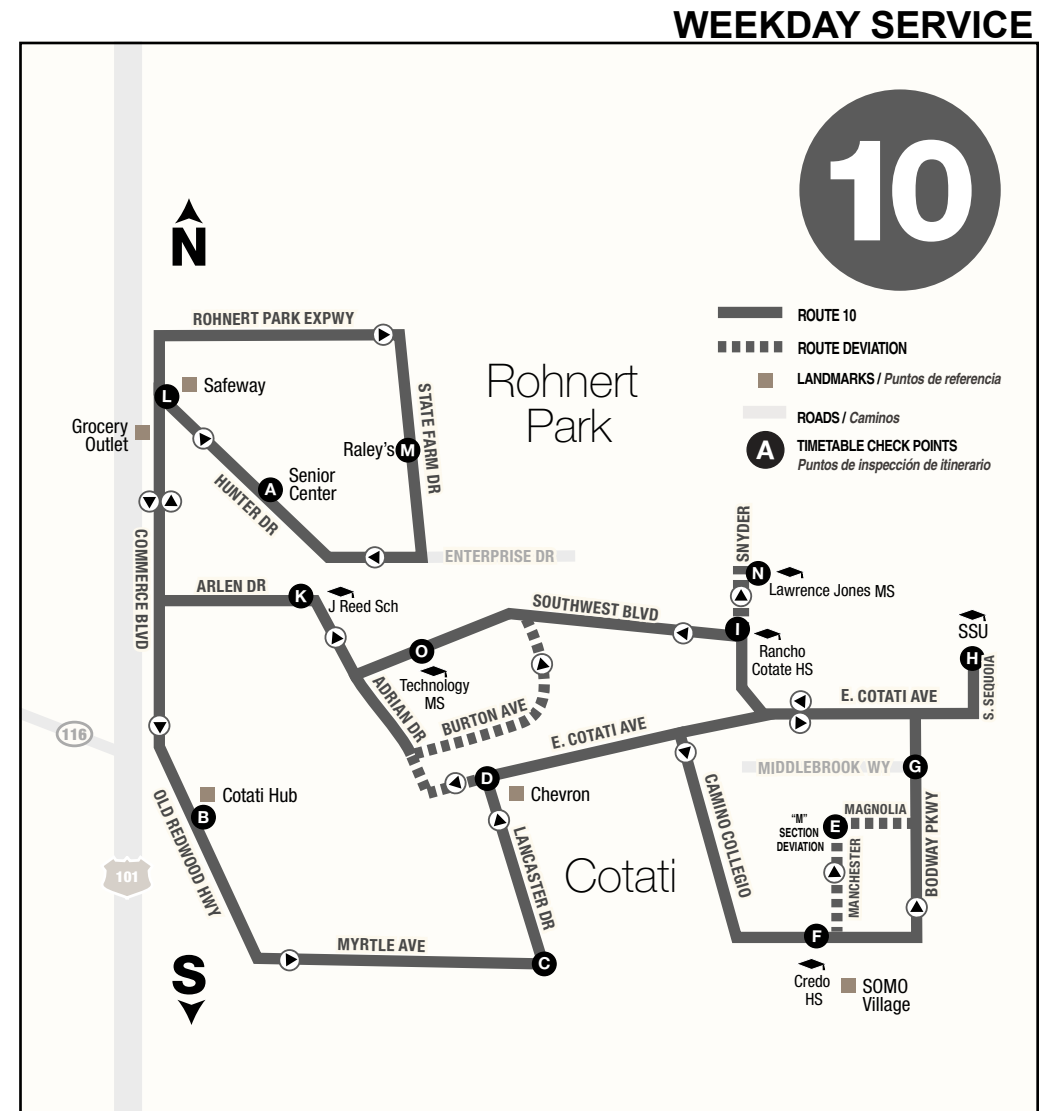 WEEKDAY SERVICE
10
N
ROHNERT PARK EXPWY
ROUTE 10
ROUTE DEVIATION
LANDMARKS / Puntos de referencia
ROADS / Caminos
A
TIMETABLE CHECK POINTS
Puntos de inspección de itinerario
Rohnert
Park
L
Safeway
Grocery
Outlet
STATE FARM DR
Raley's
M
Senior
Center
A
HUNTER DR
COMMERCE BLVD
ENTERPRISE DR
SNYDER
N
Lawrence Jones MS
ARLEN DR
K
J Reed Sch
SOUTHWEST BLVD
I
Rancho
Cotate HS
SSU
H
S. SEQUOIA
O
Technology
MS
ADRIAN DR
BURTON AVE
E. COTATI AVE
E. COTATI AVE
116
MIDDLEBROOK WY
G
D
Chevron
Cotati Hub
B
OLD REDWOOD HWY
LANCASTER DR
CAMINO COLLEGIO
MAGNOLIA
"M"
SECTION
DEVIATION
E
MANCHESTER
BODWAY PKWY
Cotati
101
MYRTLE AVE
C
F
S
Credo
HS
SOMO
Village